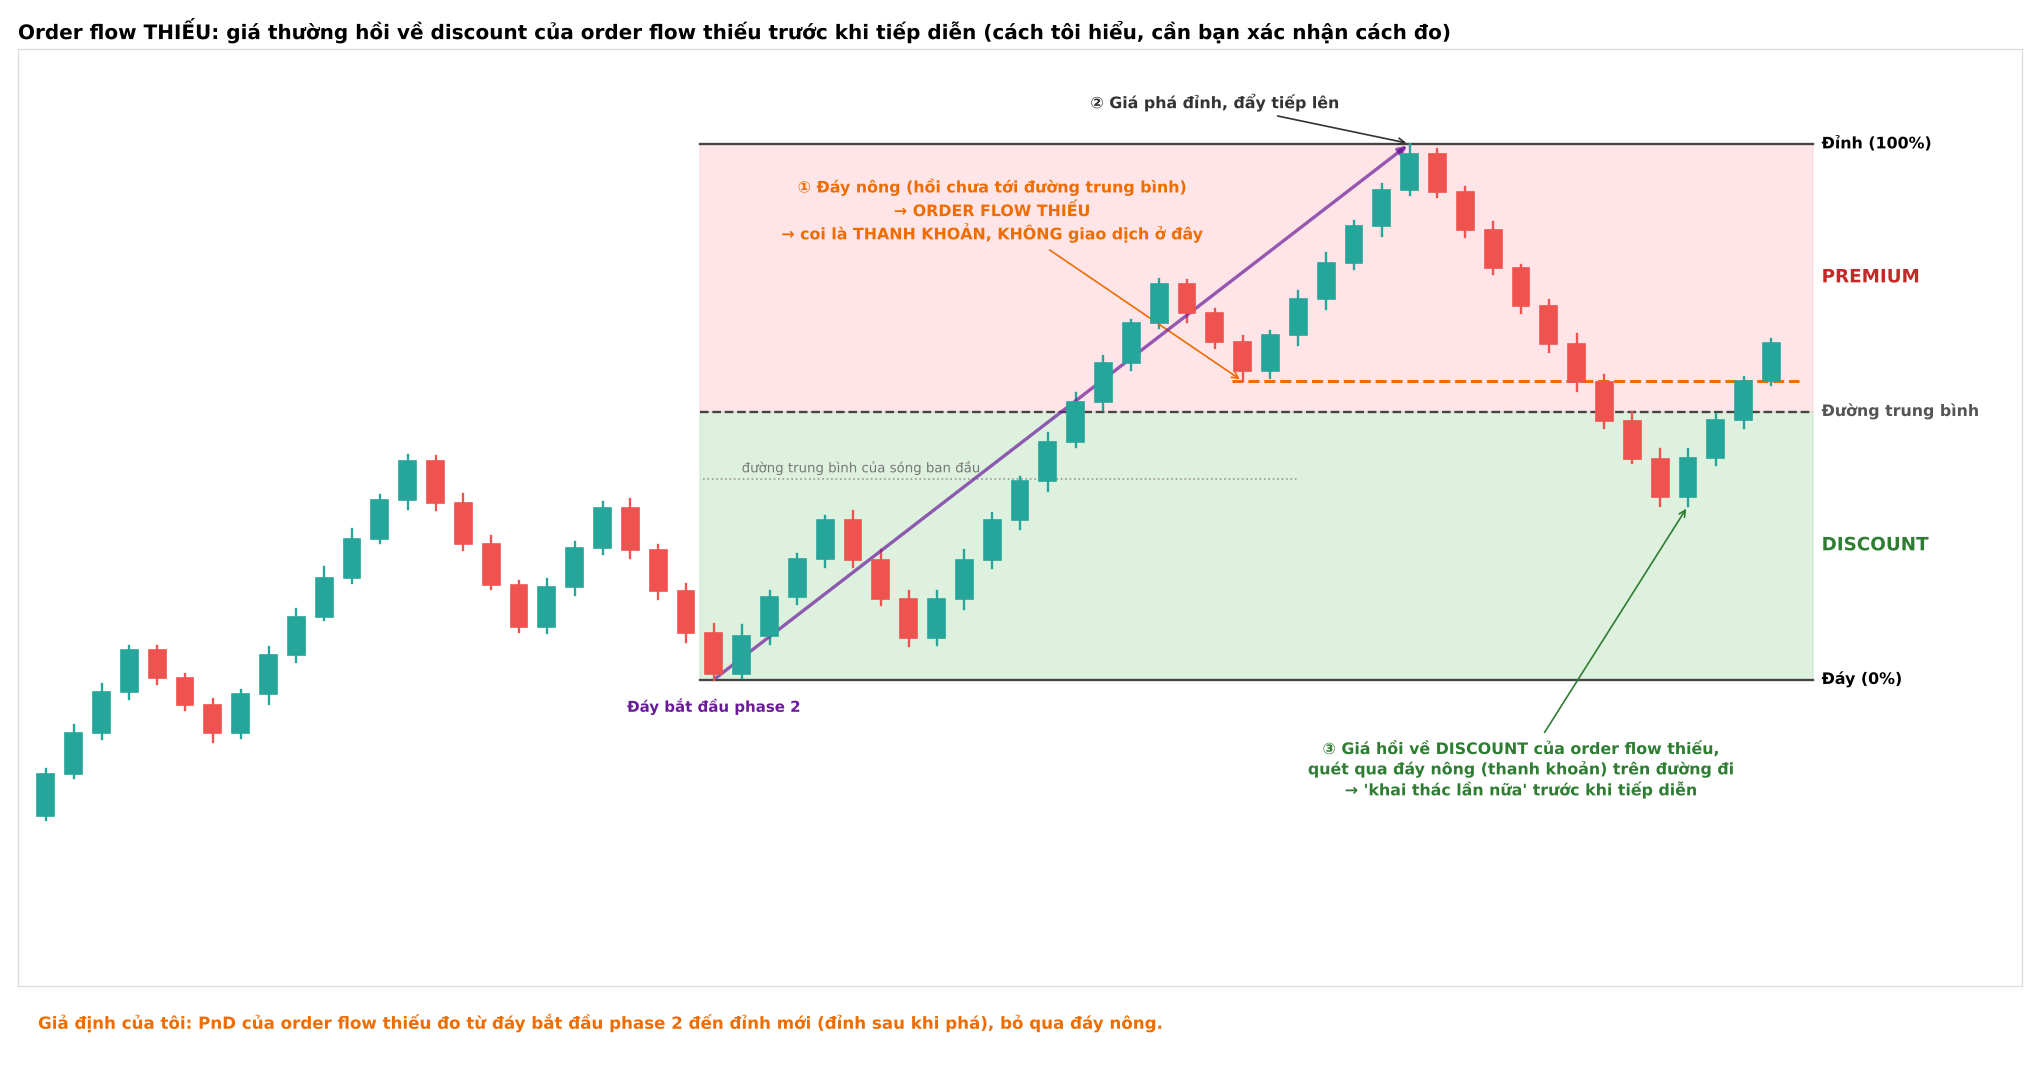 Order flow THIẾU: giá thường hồi về discount của order flow thiếu trước khi tiếp diễn (cách tôi hiểu, cần bạn xác nhận cách đo)
② Giá phá đỉnh, đẩy tiếp lên
Đỉnh (100%)
① Đáy nông (hồi chưa tới đường trung bình)
→ ORDER FLOW THIẾU
→ coi là THANH KHOẢN, KHÔNG giao dịch ở đây
PREMIUM
Đường trung bình
đường trung bình của sóng ban đầu
DISCOUNT
Đáy (0%)
Đáy bắt đầu phase 2
③ Giá hồi về DISCOUNT của order flow thiếu,
quét qua đáy nông (thanh khoản) trên đường đi
→ 'khai thác lần nữa' trước khi tiếp diễn
Giả định của tôi: PnD của order flow thiếu đo từ đáy bắt đầu phase 2 đến đỉnh mới (đỉnh sau khi phá), bỏ qua đáy nông.